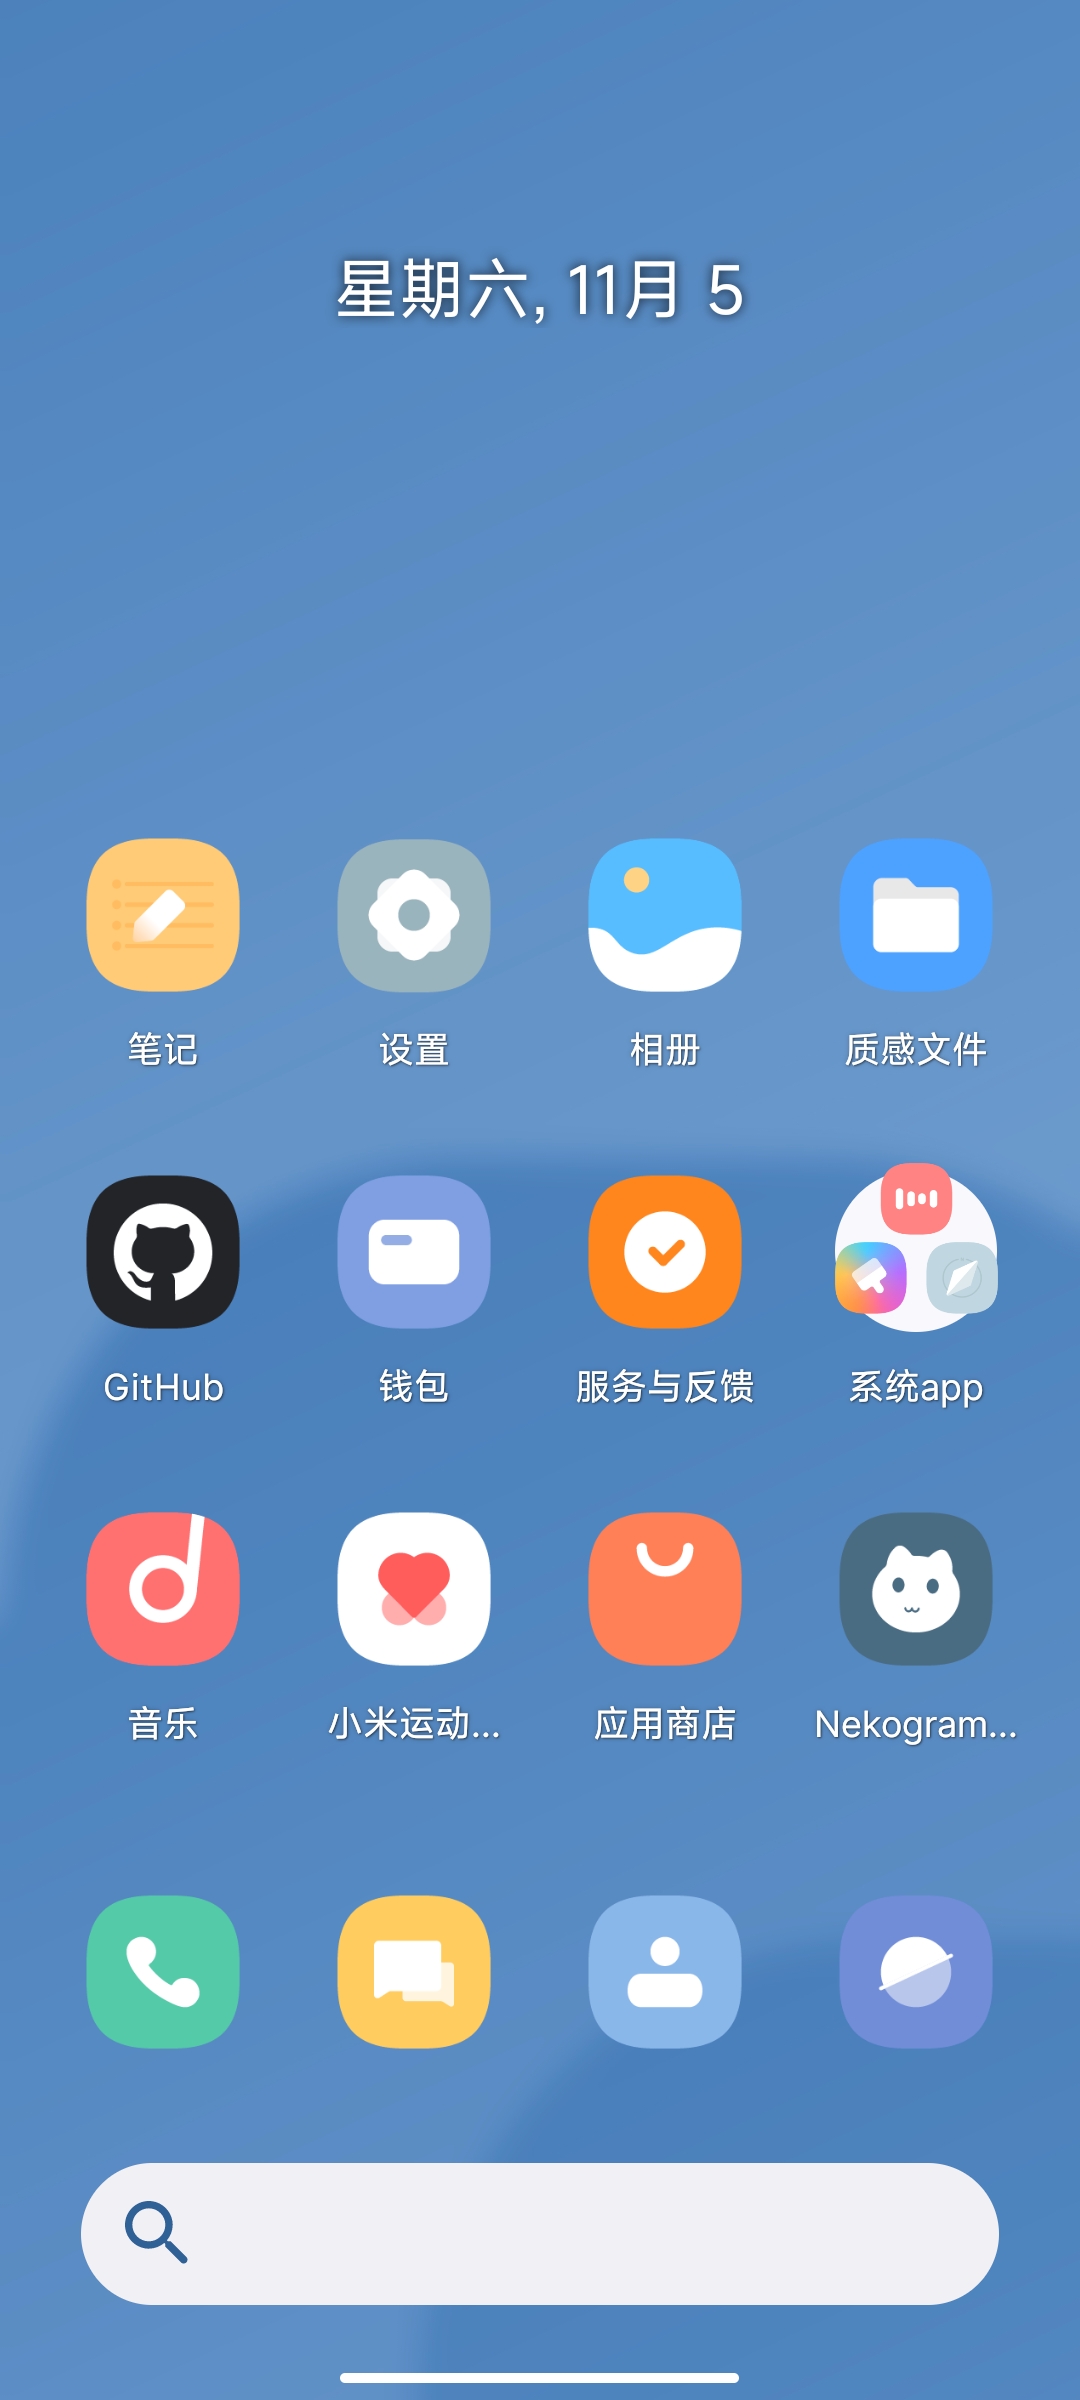 星期六, 11月 5
笔记
设置
相册
质感文件
GitHub
钱包
服务与反馈
系统app
音乐
小米运动...
应用商店
Nekogram...